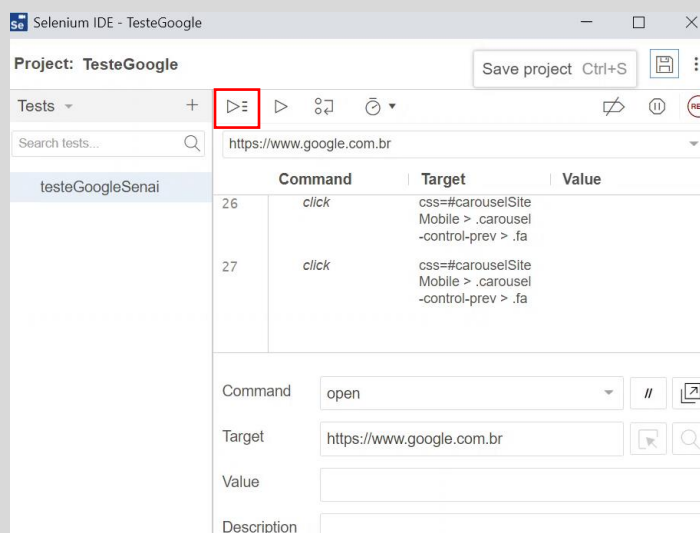 Se Selenium IDE - TesteGoogle
Project: TesteGoogle
Save project Ctrl+S
Tests
Search tests...
testeGoogleSenai
https://www.google.com.br
Command Target Value
26 click css=#carouselSite
Mobile > .carousel
-control-prev > .fa
27 click css=#carouselSite
Mobile > .carousel
-control-prev > .fa
Command open //
Target https://www.google.com.br
Value
Description